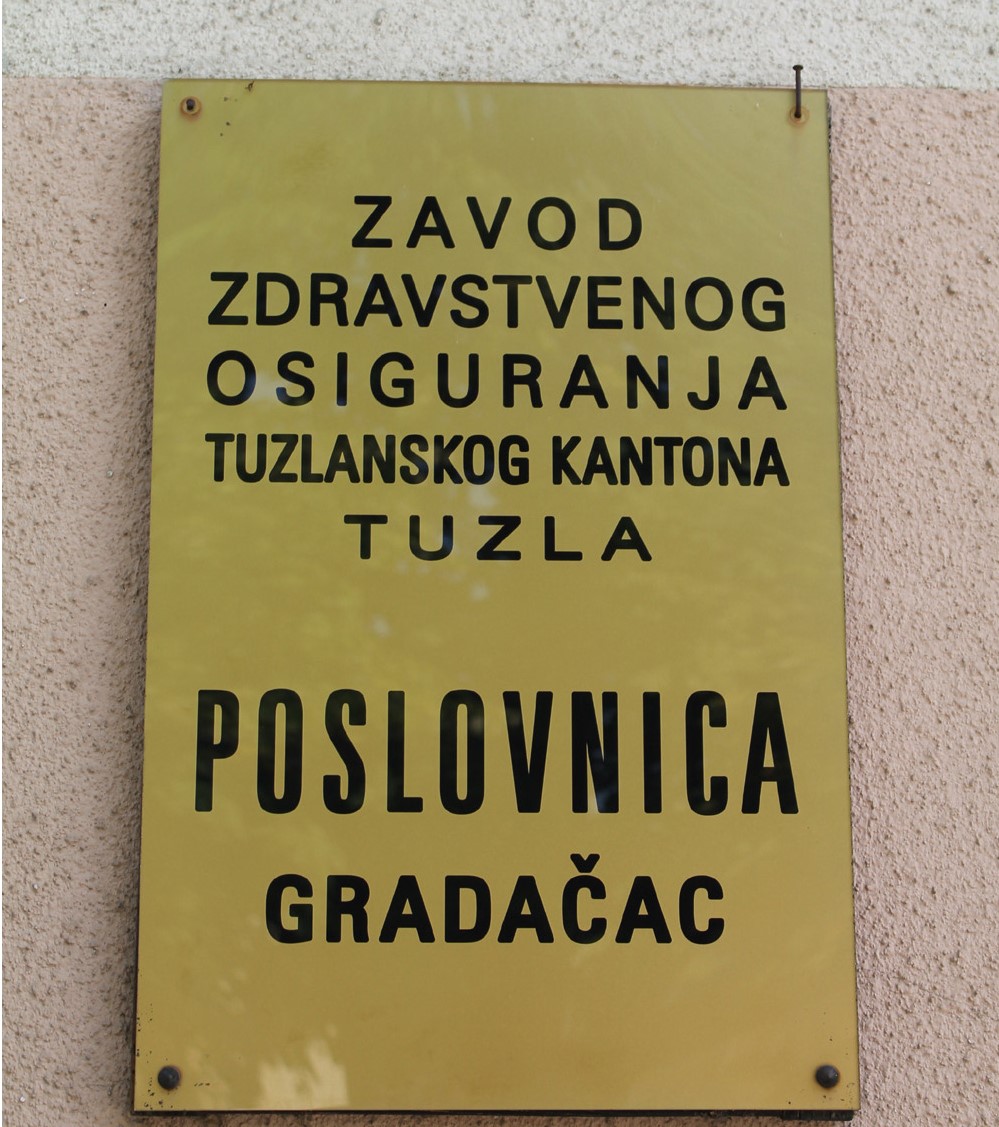 ZAVOD
ZDRAVSTVENOG
OSIGURANJA
TUZLANSKOG KANTONA
TUZLA
POSLOVNICA
GRADAČAC